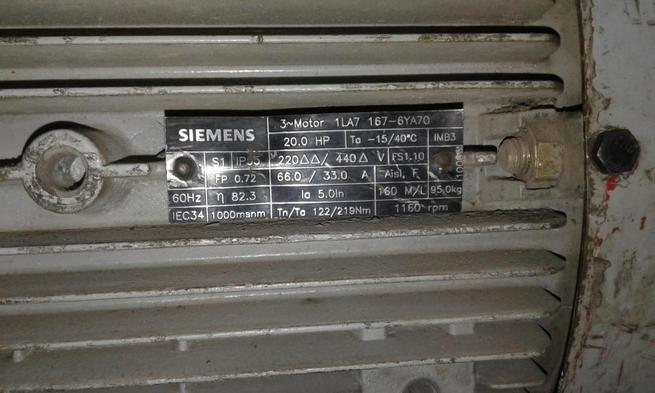 SIEMENS
3~Motor 1LA7 167-6YA70
20.0 HP Ta -15/40°C IMB3
S1 IP55 220ΔΔ/ 440Δ V FS1.10
FP 0.72 66.0 / 33.0 A Aisl. F
60Hz η 82.3 Ia 5.0In 160 M/L 95,0kg
IEC34 1000msnm Tn/Ta 122/219Nm 1160 rpm